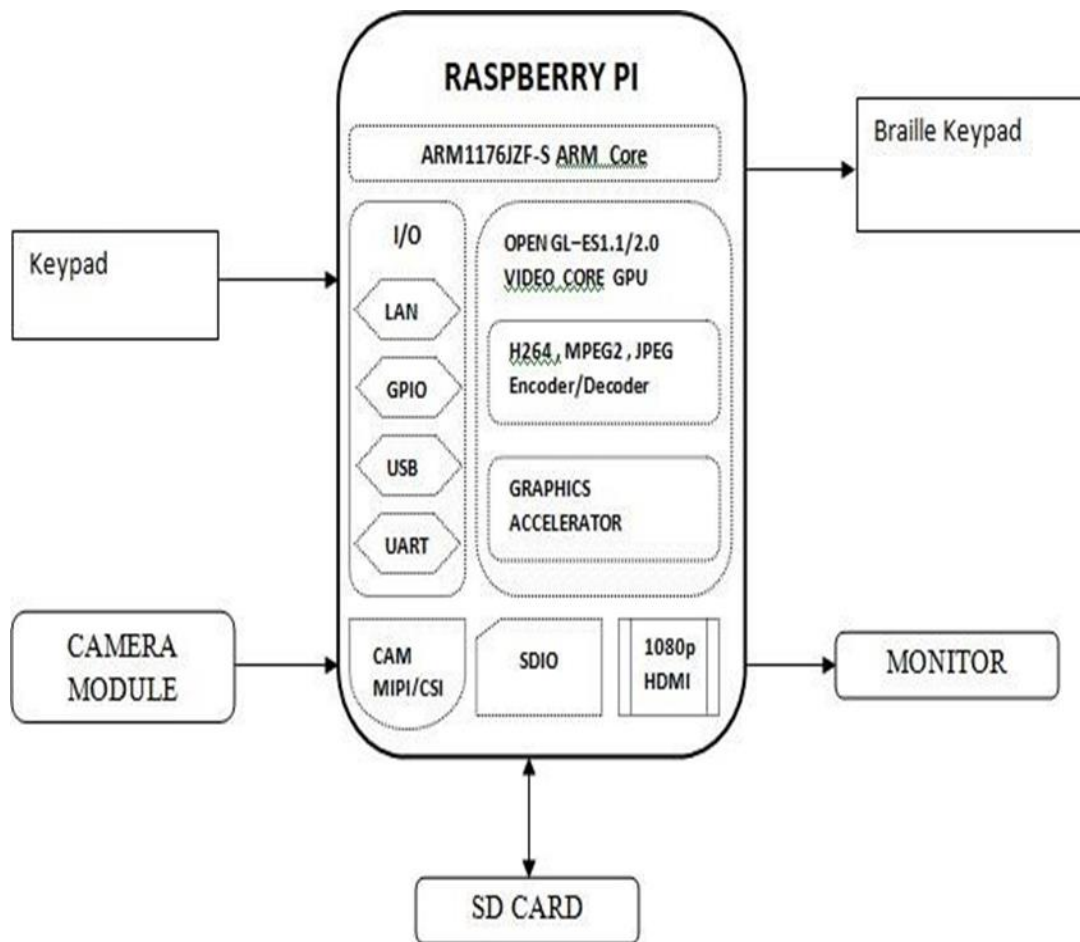 RASPBERRY PI
ARM1176JZF-S ARM Core
Braille Keypad
Keypad
I/O
LAN
GPIO
USB
UART
OPEN GL-ES1.1/2.0
VIDEO CORE GPU
H264 , MPEG2 , JPEG
Encoder/Decoder
GRAPHICS
ACCELERATOR
CAMERA
MODULE
CAM
MIPI/CSI
SDIO
1080p
HDMI
MONITOR
SD CARD